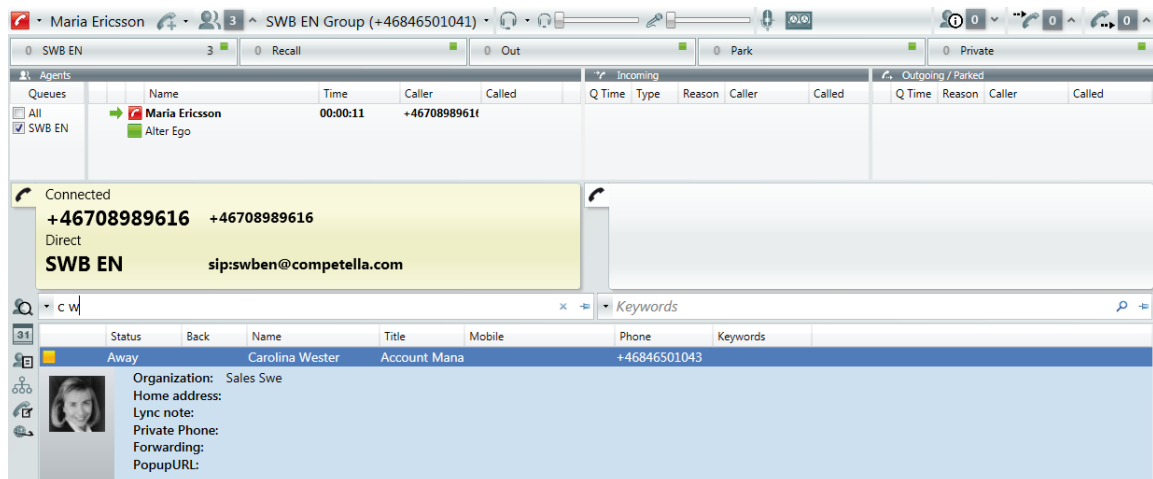 Maria Ericsson 3 SWB EN Group (+46846501041) 0 0 0
0 SWB EN 3 0 Recall 0 Out 0 Park 0 Private
Agents Incoming Outgoing / Parked
Queues Name Time Caller Called Q Time Type Reason Caller Called Q Time Reason Caller Called
All Maria Ericsson 00:00:11 +4670898961
SWB EN Alter Ego
Connected
+46708989616 +46708989616
Direct
SWB EN sip:swben@competella.com
c w Keywords
31 Status Back Name Title Mobile Phone Keywords
Away Carolina Wester Account Mana +46846501043
Organization: Sales Swe
Home address:
Lync note:
Private Phone:
Forwarding:
PopupURL: